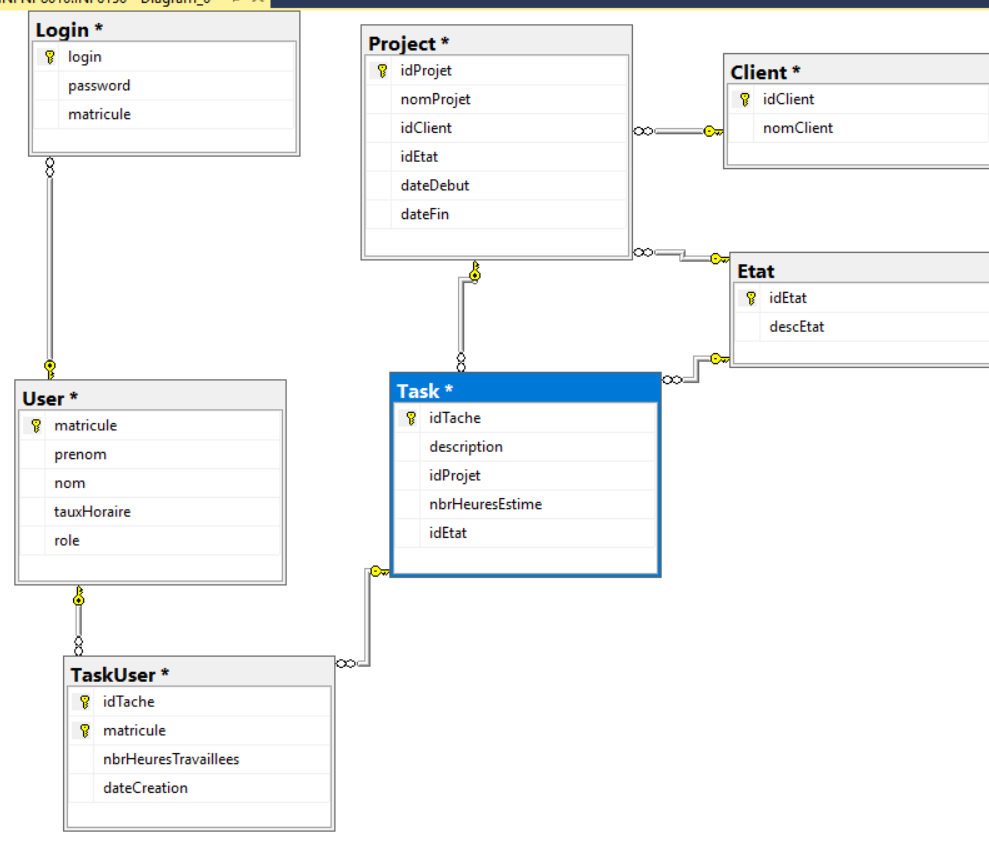 Login *
login
password
matricule
Project *
idProjet
nomProjet
idClient
idEtat
dateDebut
dateFin
Client *
idClient
nomClient
Etat
idEtat
descEtat
User *
matricule
prenom
nom
tauxHoraire
role
Task *
idTache
description
idProjet
nbrHeuresEstime
idEtat
TaskUser *
idTache
matricule
nbrHeuresTravaillees
dateCreation